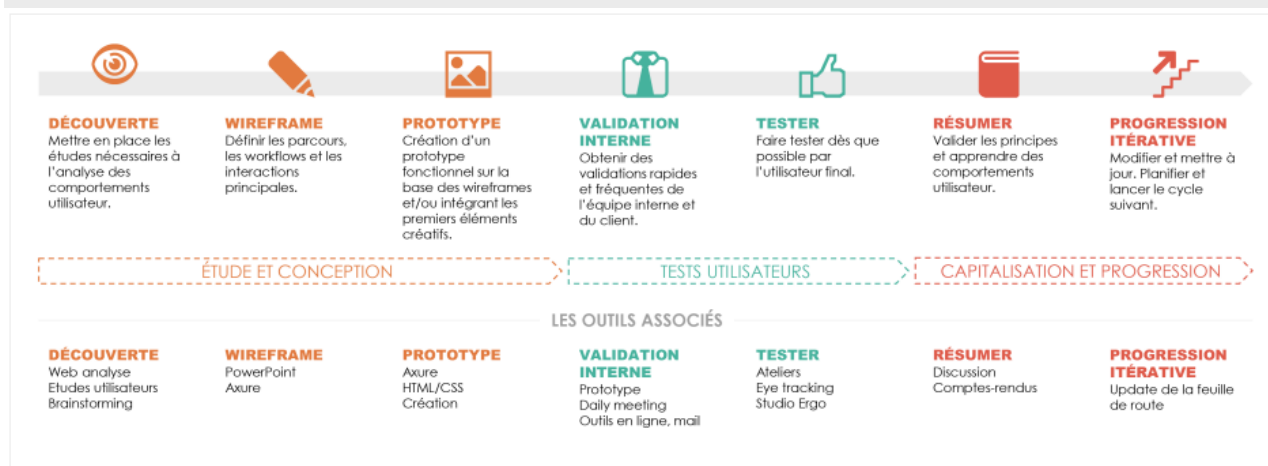 DÉCOUVERTE
Mettre en place les
études nécessaires à
l'analyse des
comportements
utilisateur.
WIREFRAME
Définir les parcours,
les workflows et les
interactions
principales.
PROTOTYPE
Création d'un
prototype
fonctionnel sur la
base des wireframes
et/ou intégrant les
premiers éléments
créatifs.
VALIDATION
INTERNE
Obtenir des
validations rapides
et fréquentes de
l'équipe interne et
du client.
TESTER
Faire tester dès que
possible par
l'utilisateur final.
RÉSUMER
Valider les principes
et apprendre des
comportements
utilisateur.
PROGRESSION
ITÉRATIVE
Modifier et mettre à
jour. Planifier et
lancer le cycle
suivant.
ÉTUDE ET CONCEPTION
TESTS UTILISATEURS
CAPITALISATION ET PROGRESSION
LES OUTILS ASSOCIÉS
DÉCOUVERTE
Web analyse
Etudes utilisateurs
Brainstorming
WIREFRAME
PowerPoint
Axure
PROTOTYPE
Axure
HTML/CSS
Création
VALIDATION
INTERNE
Prototype
Daily meeting
Outils en ligne, mail
TESTER
Ateliers
Eye tracking
Studio Ergo
RÉSUMER
Discussion
Comptes-rendus
PROGRESSION
ITÉRATIVE
Update de la feuille
de route